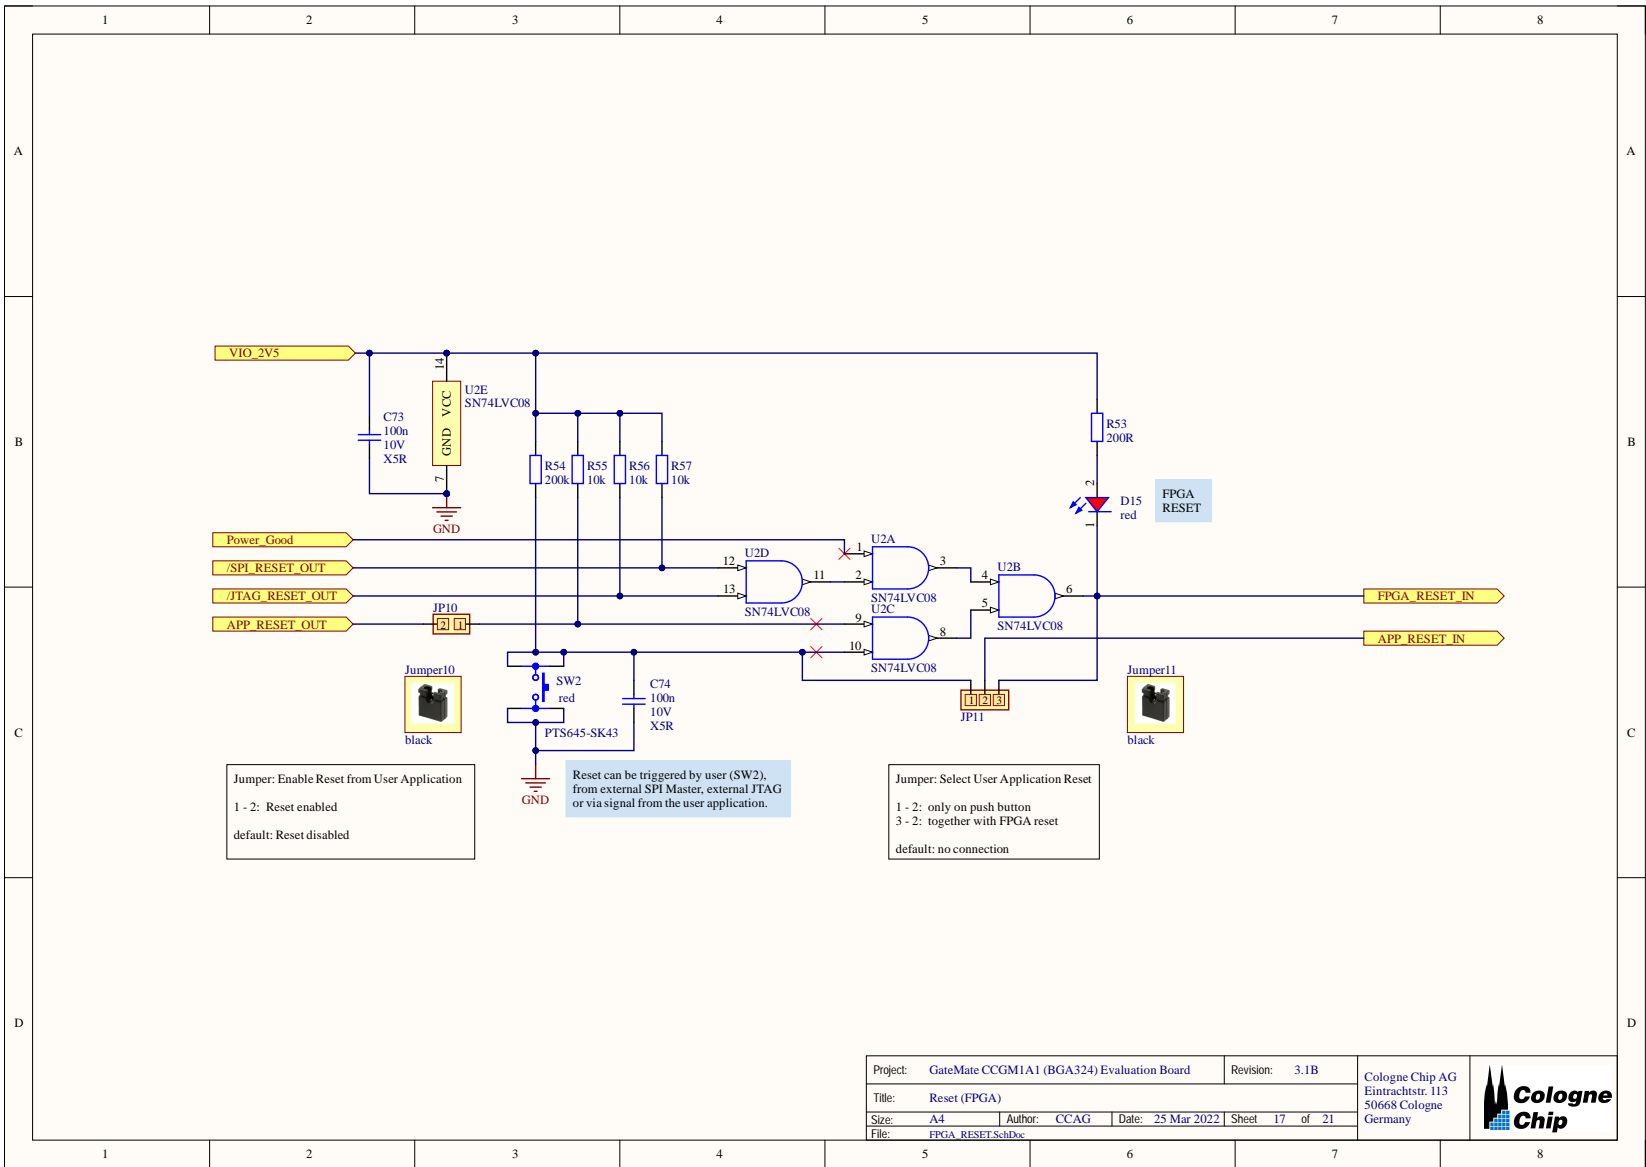 1 2 3 4 5 6 7 8
A A
VIO_2V5
14
U2E
SN74LVC08
VCC
GND
7
GND
C73
100n
10V
X5R
B B
R54
200k
R55
10k
R56
10k
R57
10k
R53
200R
2
D15
red
1
FPGA
RESET
Power_Good
/SPI_RESET_OUT
/JTAG_RESET_OUT
APP_RESET_OUT
JP10
2 1
12
13
U2D
11
SN74LVC08
1
2
U2A
3
SN74LVC08
9
10
U2C
8
SN74LVC08
4
5
U2B
6
SN74LVC08
FPGA_RESET_IN
APP_RESET_IN
Jumper10
black
SW2
red
PTS645-SK43
C74
100n
10V
X5R
1 2 3
JP11
Jumper11
black
C C
GND
Jumper: Enable Reset from User Application
1 - 2: Reset enabled
default: Reset disabled
Reset can be triggered by user (SW2),
from external SPI Master, external JTAG
or via signal from the user application.
Jumper: Select User Application Reset
1 - 2: only on push button
3 - 2: together with FPGA reset
default: no connection
D D
Project: GateMate CCGM1A1 (BGA324) Evaluation Board Revision: 3.1B
Title: Reset (FPGA)
Size: A4 Author: CCAG Date: 25 Mar 2022 Sheet 17 of 21
File: FPGA_RESET.SchDoc
Cologne Chip AG
Eintrachtstr. 113
50668 Cologne
Germany
Cologne
Chip
1 2 3 4 5 6 7 8